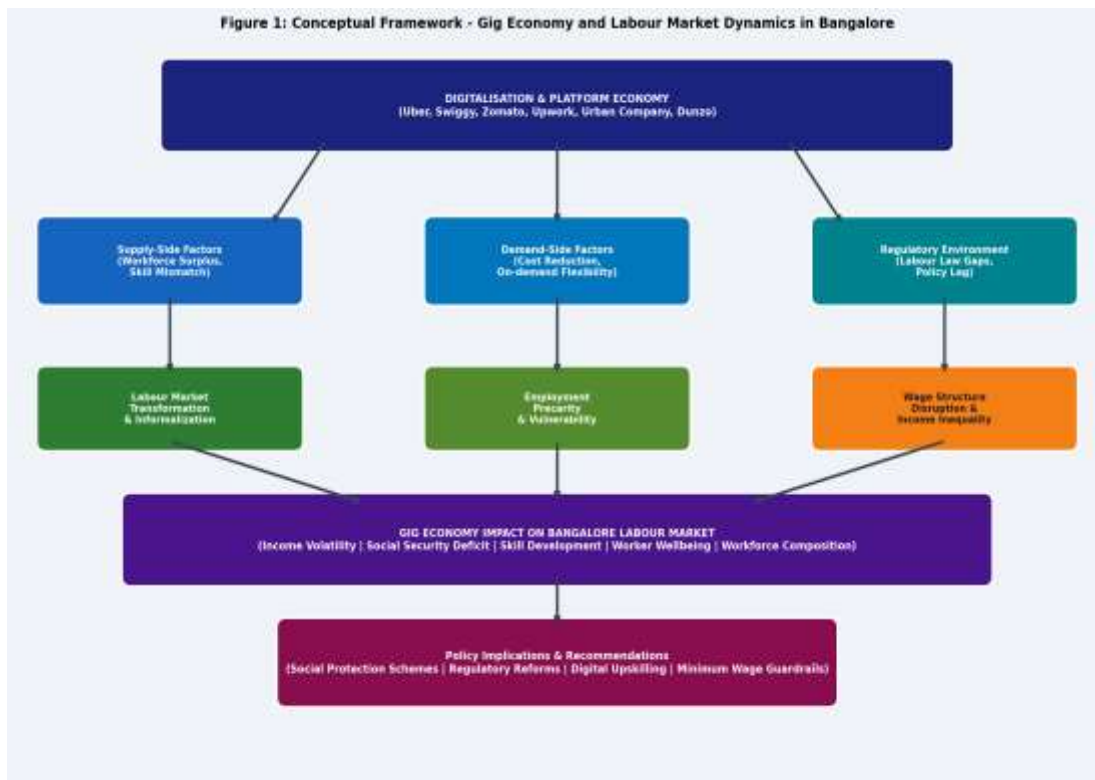 Figure 1: Conceptual Framework - Gig Economy and Labour Market Dynamics in Bangalore
DIGITALISATION & PLATFORM ECONOMY
(Uber, Swiggy, Zomato, Upwork, Urban Company, Dunzo)
Supply-Side Factors
(Workforce Surplus,
Skill Mismatch)
Demand-Side Factors
(Cost Reduction,
On-demand Flexibility)
Regulatory Environment
(Labour Law Gaps,
Policy Lag)
Labour Market
Transformation
& Informalization
Employment
Precarity
& Vulnerability
Wage Structure
Disruption &
Income Inequality
GIG ECONOMY IMPACT ON BANGALORE LABOUR MARKET
(Income Volatility | Social Security Deficit | Skill Development | Worker Wellbeing | Workforce Composition)
Policy Implications & Recommendations
(Social Protection Schemes | Regulatory Reforms | Digital Upskilling | Minimum Wage Guardrails)